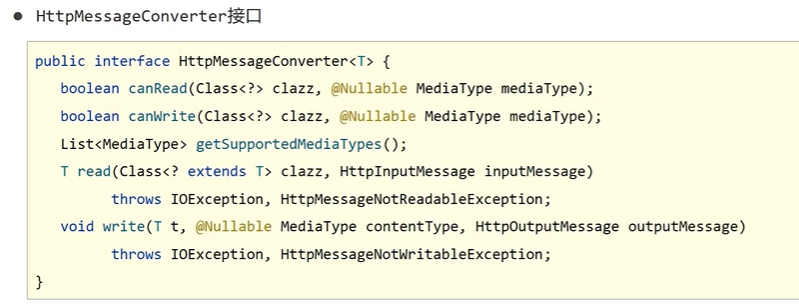 ● HttpMessageConverter接口
public interface HttpMessageConverter<T> {
boolean canRead(Class<?> clazz, @Nullable MediaType mediaType);
boolean canWrite(Class<?> clazz, @Nullable MediaType mediaType);
List<MediaType> getSupportedMediaTypes();
T read(Class<? extends T> clazz, HttpInputMessage inputMessage)
throws IOException, HttpMessageNotReadableException;
void write(T t, @Nullable MediaType contentType, HttpOutputMessage outputMessage)
throws IOException, HttpMessageNotWritableException;
}